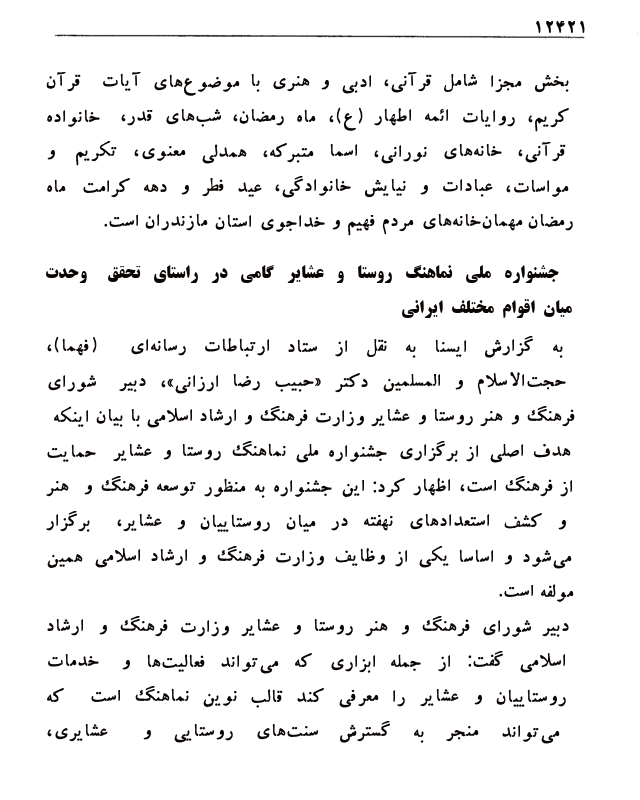 ۱۲۴۲۱
بخش مجزا شامل قرآنی، ادبی و هنری با موضوع‌های آیات قرآن
کریم، روایات ائمه اطهار (ع)، ماه رمضان، شب‌های قدر، خانواده
قرآنی، خانه‌های نورانی، اسما متبرکه، همدلی معنوی، تکریم و
مواسات، عبادات و نیایش خانوادگی، عید فطر و دهه کرامت ماه
رمضان مهمان‌خانه‌های مردم فهیم و خداجوی استان مازندران است.
جشنواره ملی نماهنگ روستا و عشایر گامی در راستای تحقق وحدت
میان اقوام مختلف ایرانی
به گزارش ایسنا به نقل از ستاد ارتباطات رسانه‌ای (فهما)،
حجت‌الاسلام و المسلمین دکتر «حبیب رضا ارزانی»، دبیر شورای
فرهنگ و هنر روستا و عشایر وزارت فرهنگ و ارشاد اسلامی با بیان اینکه
هدف اصلی از برگزاری جشنواره ملی نماهنگ روستا و عشایر حمایت
از فرهنگ است، اظهار کرد: این جشنواره به منظور توسعه فرهنگ و هنر
و کشف استعدادهای نهفته در میان روستاییان و عشایر، برگزار
می‌شود و اساسا یکی از وظایف وزارت فرهنگ و ارشاد اسلامی همین
مولفه است.
دبیر شورای فرهنگ و هنر روستا و عشایر وزارت فرهنگ و ارشاد
اسلامی گفت: از جمله ابزاری که می‌تواند فعالیت‌ها و خدمات
روستاییان و عشایر را معرفی کند قالب نوین نماهنگ است که
می‌تواند منجر به گسترش سنت‌های روستایی و عشایری،